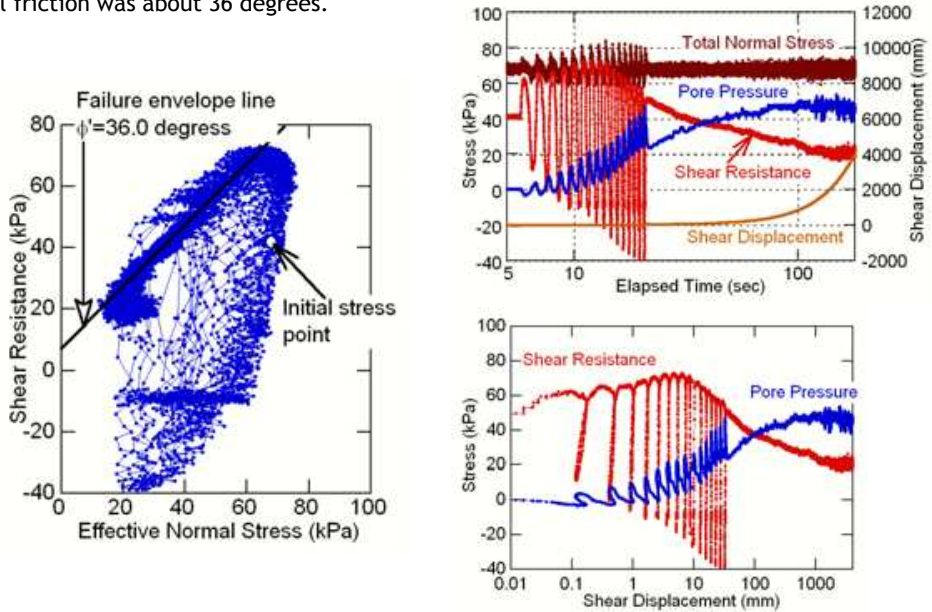 l friction was about 36 degrees.
Failure envelope line
ϕ'=36.0 degress
80
60
40
20
0
-20
-40
0 20 40 60 80 100
Shear Resistance (kPa)
Effective Normal Stress (kPa)
Initial stress
point
100
80
60
40
20
0
-20
-40
12000
10000
8000
6000
4000
2000
0
-2000
Total Normal Stress
Pore Pressure
Shear Resistance
Shear Displacement
Stress (kPa)
Shear Displacement (mm)
5 10 100
Elapsed Time (sec)
100
80
60
40
20
0
-20
-40
Shear Resistance
Pore Pressure
Stress (kPa)
0.01 0.1 1 10 100 1000
Shear Displacement (mm)